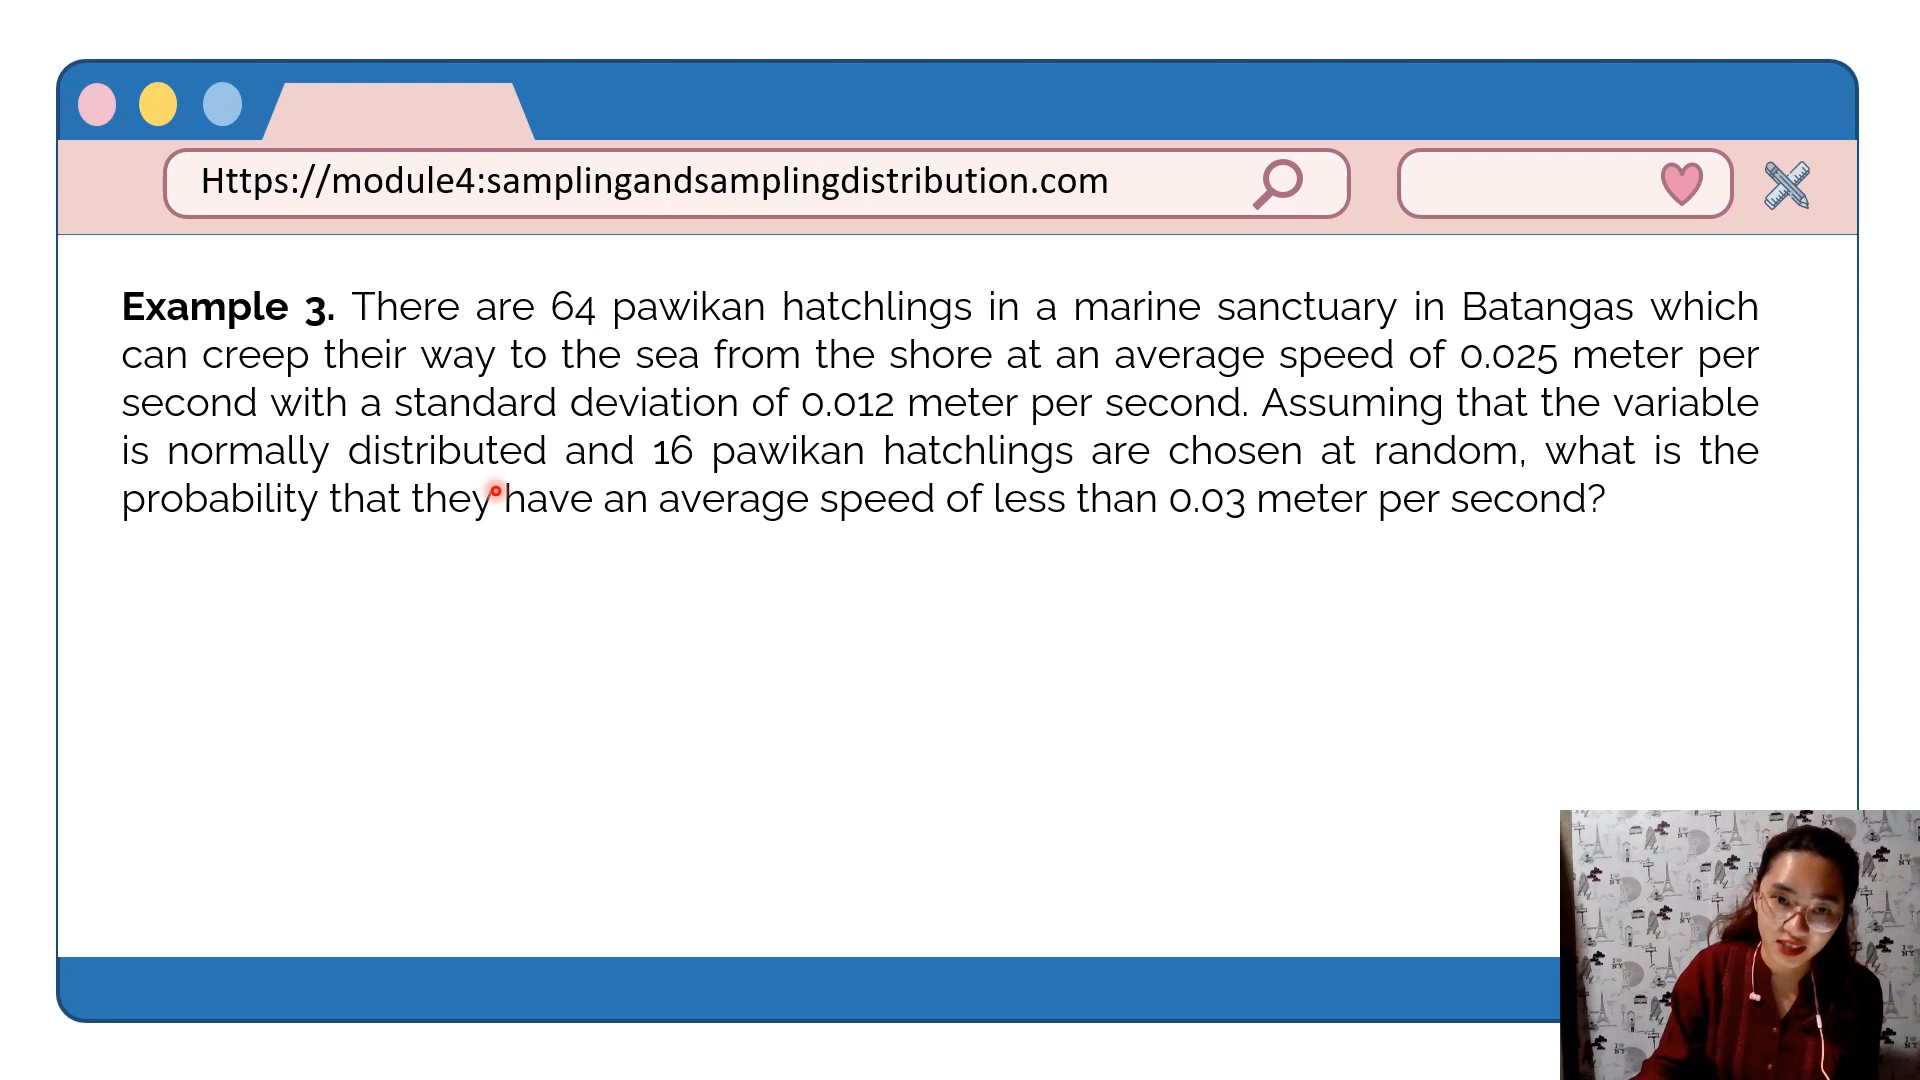 Https://module4:samplingandsamplingdistribution.com
Example 3. There are 64 pawikan hatchlings in a marine sanctuary in Batangas which
can creep their way to the sea from the shore at an average speed of 0.025 meter per
second with a standard deviation of 0.012 meter per second. Assuming that the variable
is normally distributed and 16 pawikan hatchlings are chosen at random, what is the
probability that they have an average speed of less than 0.03 meter per second?